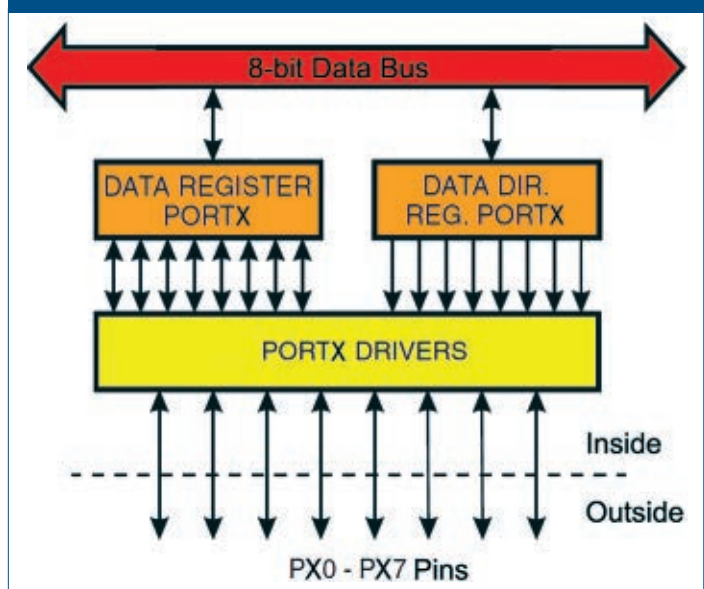 8-bit Data Bus
DATA REGISTER
PORTX
DATA DIR.
REG. PORTX
PORTX DRIVERS
Inside
Outside
PX0 - PX7 Pins